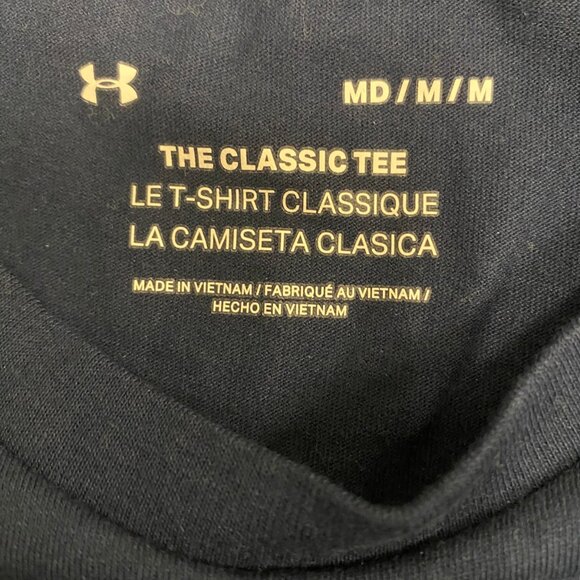 MD / M / M
THE CLASSIC TEE
LE T-SHIRT CLASSIQUE
LA CAMISETA CLASICA
MADE IN VIETNAM / FABRIQUÉ AU VIETNAM /
HECHO EN VIETNAM